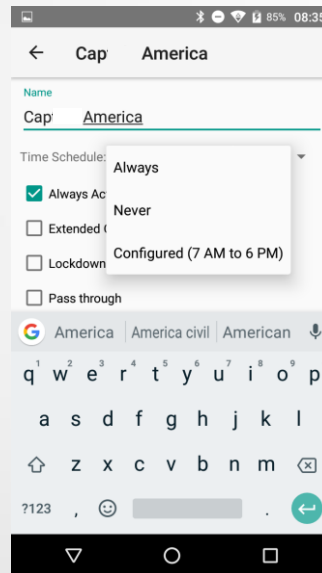 85% 08:35
Cap America
Name
Cap America
Time Schedule:
Always
Always Ac
Never
Extended
Configured (7 AM to 6 PM)
Lockdown
Pass through
G America America civil American
1 2 3 4 5 6 7 8 9 0
q w e r t y u i o p
a s d f g h j k l
z x c v b n m
?123 , .